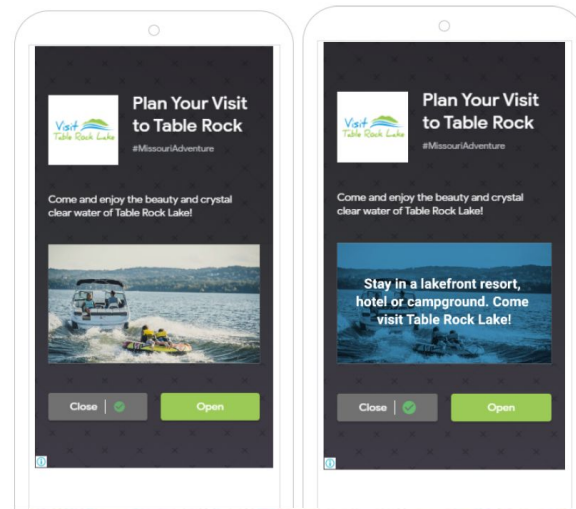 Visit
Table Rock Lake
Plan Your Visit
to Table Rock
#MissouriAdventure
Come and enjoy the beauty and crystal
clear water of Table Rock Lake!
Close
Open
Visit
Table Rock Lake
Plan Your Visit
to Table Rock
#MissouriAdventure
Come and enjoy the beauty and crystal
clear water of Table Rock Lake!
Stay in a lakefront resort,
hotel or campground. Come
visit Table Rock Lake!
Close
Open